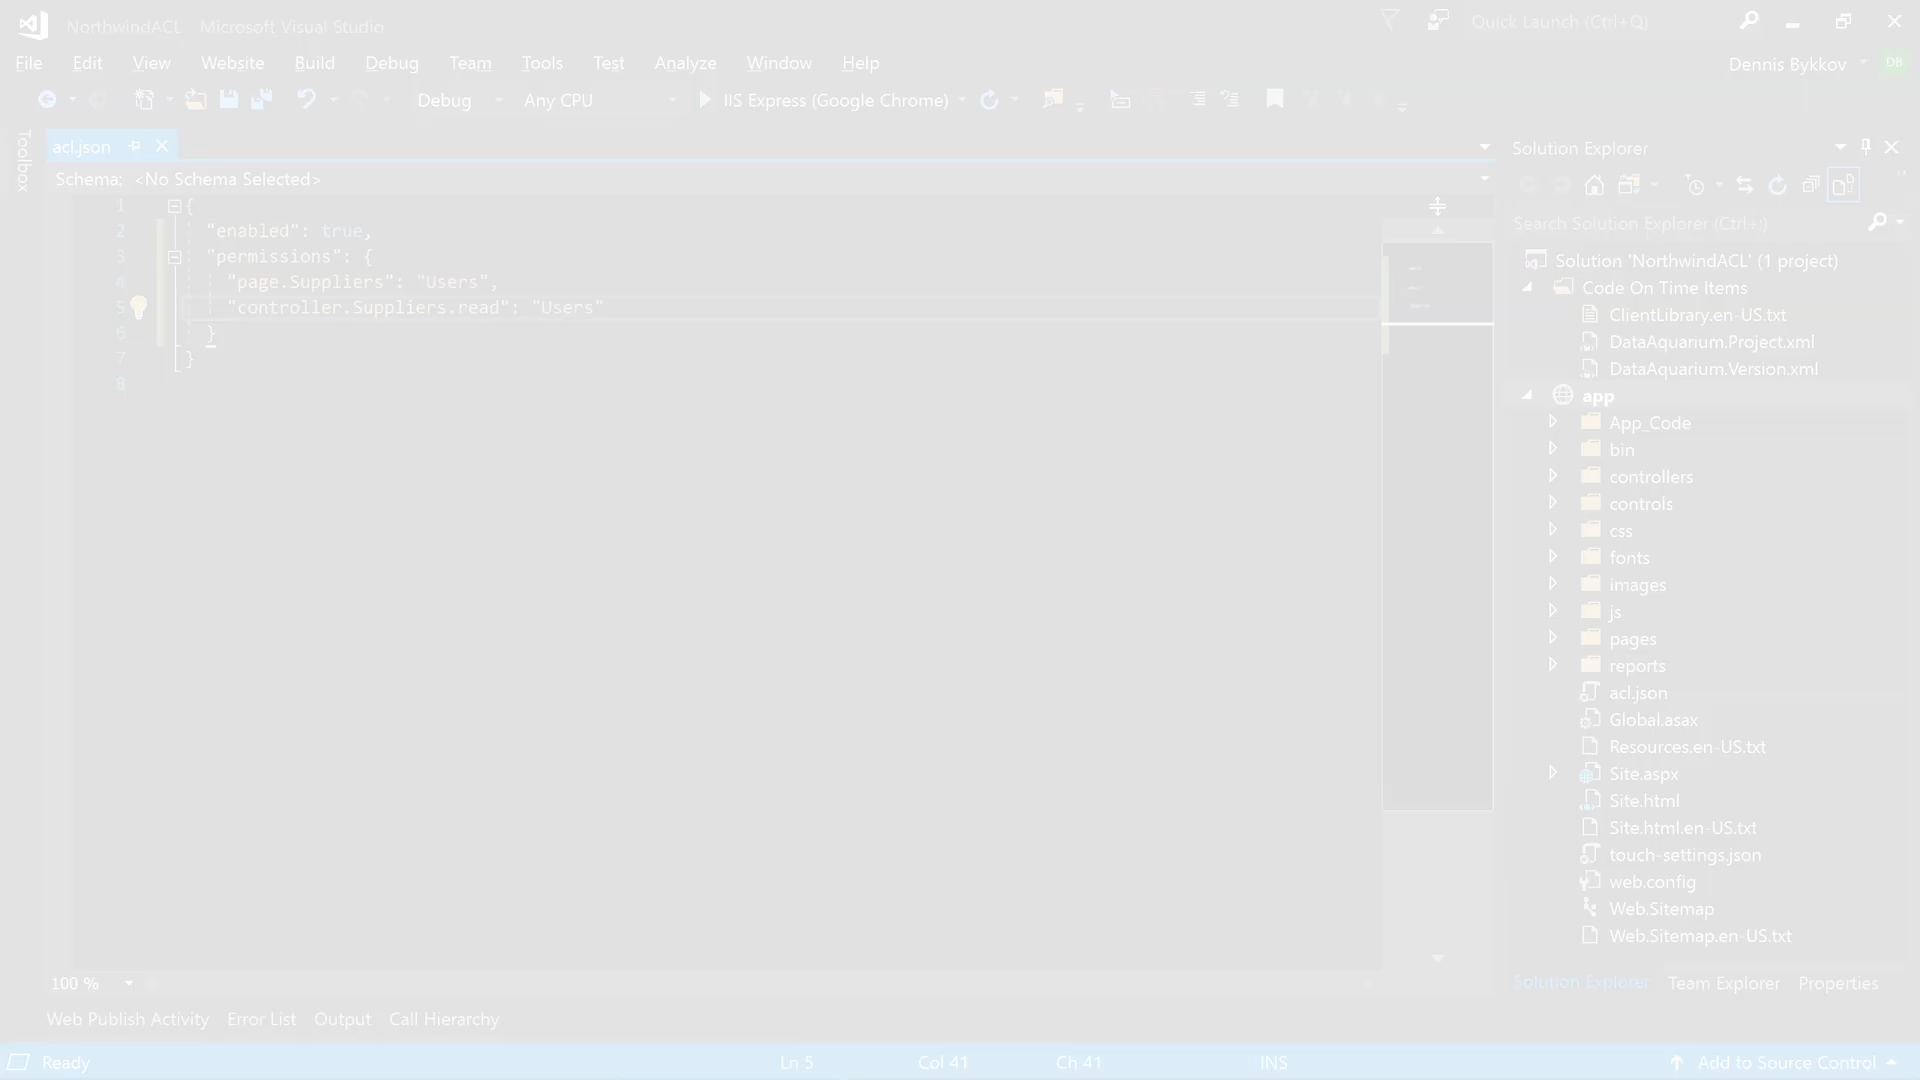 NorthwindACL - Microsoft Visual Studio
Quick Launch (Ctrl+Q)
File Edit View Website Build Debug Team Tools Test Analyze Window Help
Dennis Bykkov DB
Debug Any CPU IIS Express (Google Chrome)
Toolbox
acl.json
Schema: <No Schema Selected>
1 {
2 "enabled": true,
3 "permissions": {
4 "page.Suppliers": "Users",
5 "controller.Suppliers.read": "Users"
6 }
7 }
8
100 %
Solution Explorer
Search Solution Explorer (Ctrl+;)
Solution 'NorthwindACL' (1 project)
Code On Time Items
ClientLibrary.en-US.txt
DataAquarium.Project.xml
DataAquarium.Version.xml
app
App_Code
bin
controllers
controls
css
fonts
images
js
pages
reports
acl.json
Global.asax
Resources.en-US.txt
Site.aspx
Site.html
Site.html.en-US.txt
touch-settings.json
web.config
Web.Sitemap
Web.Sitemap.en-US.txt
Solution Explorer Team Explorer Properties
Web Publish Activity Error List Output Call Hierarchy
Ready Ln 5 Col 41 Ch 41 INS Add to Source Control